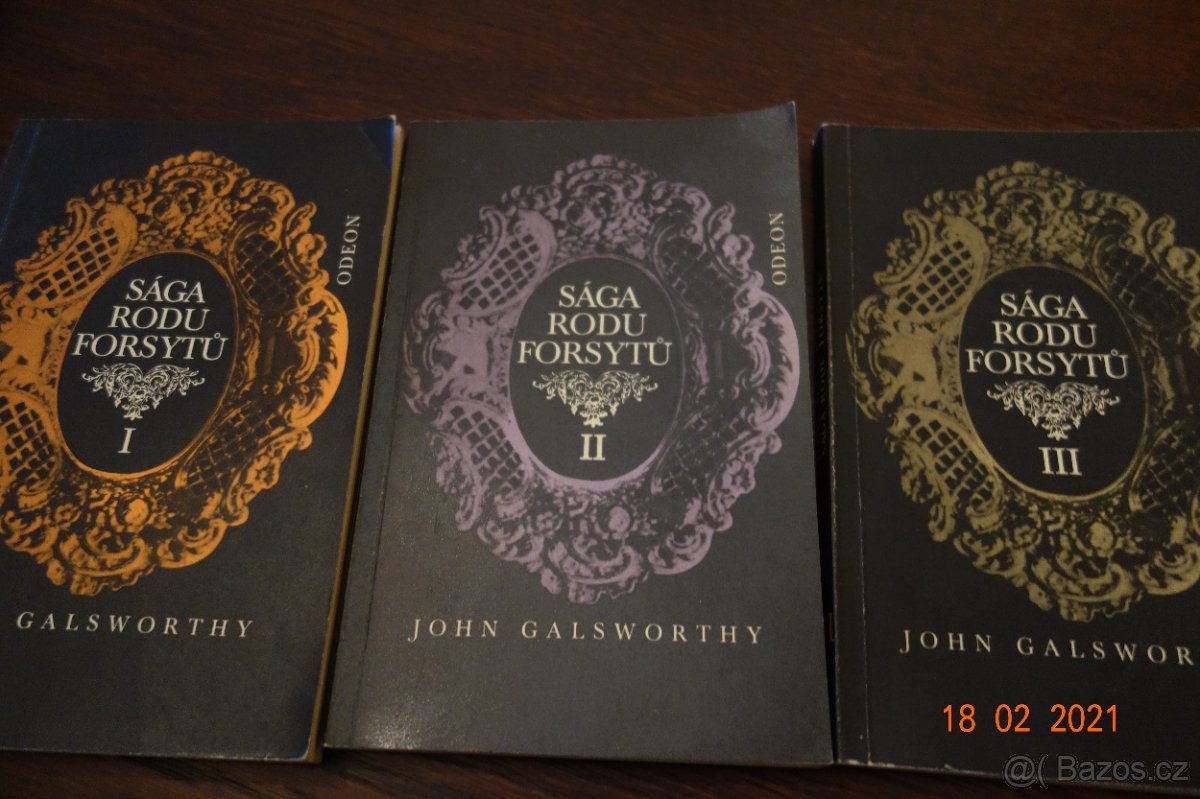 SÁGA
RODU
FORSYTŮ
I
ODEON
GALSWORTHY
SÁGA
RODU
FORSYTŮ
II
ODEON
JOHN GALSWORTHY
SÁGA
RODU
FORSYTŮ
III
JOHN GALSWOR
18 02 2021
@( Bazos.cz